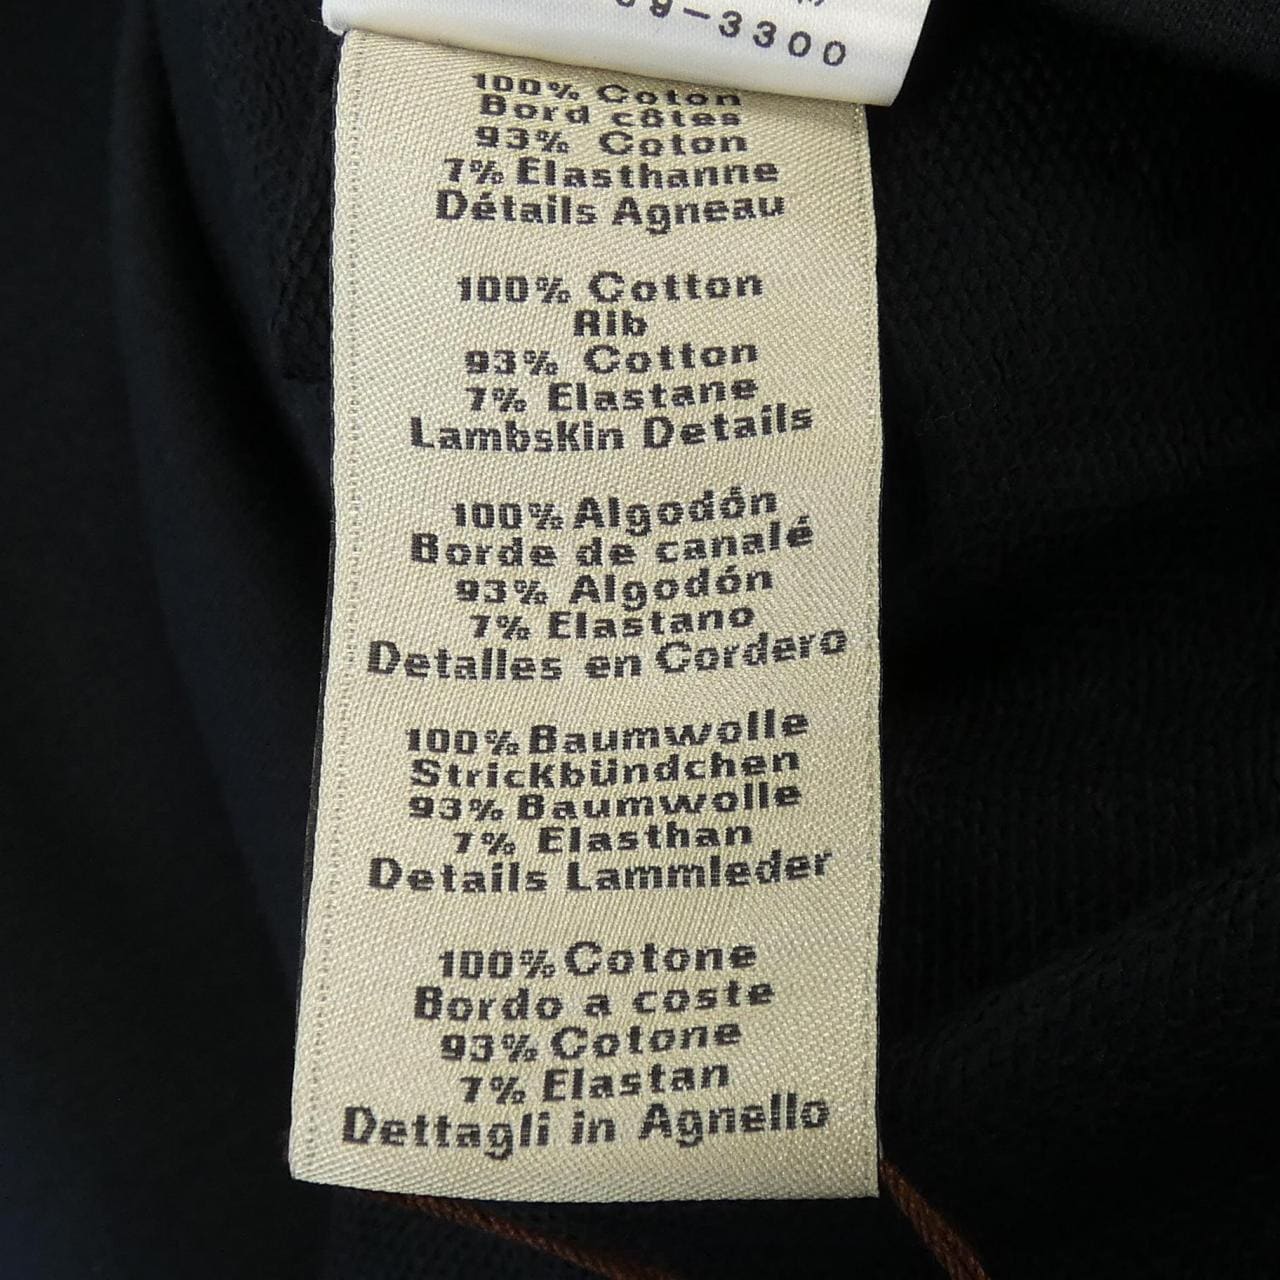 09-3300
100% Coton
Bord côtes
93% Coton
7% Elasthanne
Détails Agneau
100% Cotton
Rib
93% Cotton
7% Elastane
LambsKin Details
100% Algodón
Borde de canalé
93% Algodón
7% Elastano
Detalles en Cordero
100% Baumwolle
Strickbündchen
93% Baumwolle
7% Elasthan
Details Lammleder
100% Cotone
Bordo a coste
93% Cotone
7% Elastan
Dettagli in Agnello